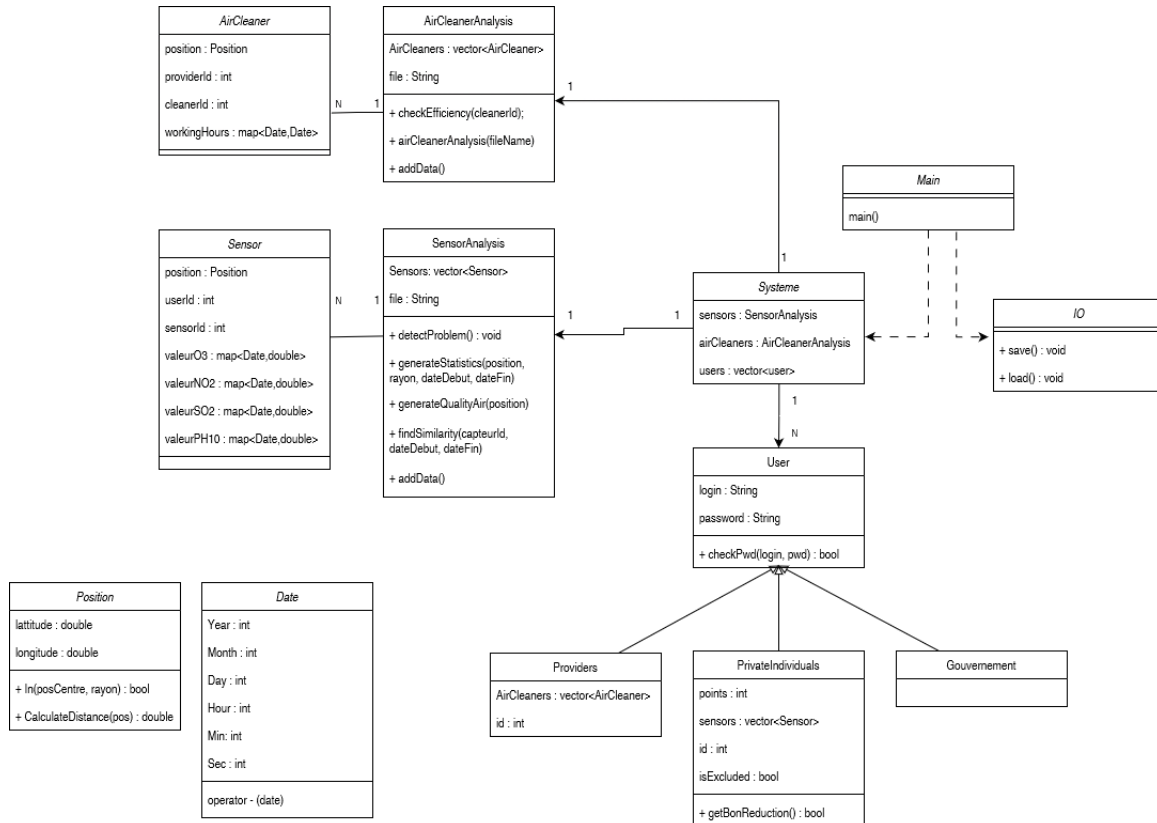 AirCleaner
position : Position
providerId : int
cleanerId : int
workingHours : map<Date,Date>
N
1
AirCleanerAnalysis
AirCleaners : vector<AirCleaner>
file : String
+ checkEfficiency(cleanerId);
+ airCleanerAnalysis(fileName)
+ addData()
1
Main
main()
Sensor
position : Position
userId : int
sensorId : int
valeurO3 : map<Date,double>
valeurNO2 : map<Date,double>
valeurSO2 : map<Date,double>
valeurPH10 : map<Date,double>
N
1
SensorAnalysis
Sensors: vector<Sensor>
file : String
+ detectProblem() : void
+ generateStatistics(position,
rayon, dateDebut, dateFin)
+ generateQualityAir(position)
+ findSimilarity(capteurId,
dateDebut, dateFin)
+ addData()
1
1
1
Systeme
sensors : SensorAnalysis
airCleaners : AirCleanerAnalysis
users : vector<user>
IO
+ save() : void
+ load() : void
1
N
User
login : String
password : String
+ checkPwd(login, pwd) : bool
Position
lattitude : double
longitude : double
+ In(posCentre, rayon) : bool
+ CalculateDistance(pos) : double
Date
Year : int
Month : int
Day : int
Hour : int
Min: int
Sec : int
operator - (date)
Providers
AirCleaners : vector<AirCleaner>
id : int
PrivateIndividuals
points : int
sensors : vector<Sensor>
id : int
isExcluded : bool
+ getBonReduction() : bool
Gouvernement